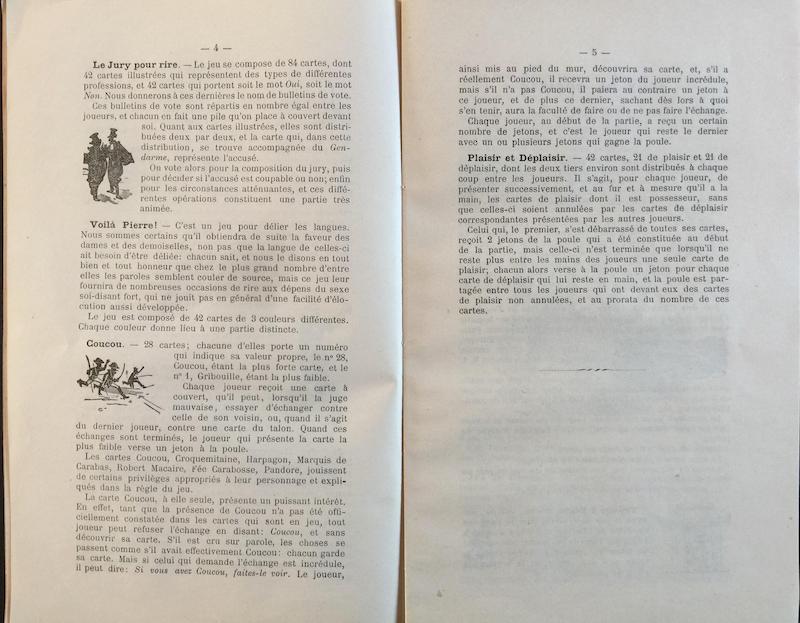 — 4 —
Le Jury pour rire. — Le jeu se compose de 84 cartes, dont
42 cartes illustrées qui représentent des types de différentes
professions, et 42 cartes qui portent soit le mot Oui, soit le mot
Non. Nous donnerons à ces dernières le nom de bulletins de vote.
Ces bulletins de vote sont répartis en nombre égal entre les
joueurs, et chacun en fait une pile qu'on place à couvert devant
soi. Quant aux cartes illustrées, elles sont distri-
buées deux par deux, et la carte qui, dans cette
distribution, se trouve accompagnée du Gen-
darme, représente l'accusé.
On vote alors pour la composition du jury, puis
pour décider si l'accusé est coupable ou non; enfin
pour les circonstances atténuantes, et ces diffé-
rentes opérations constituent une partie très
animée.
Voilà Pierre! — C'est un jeu pour délier les langues.
Nous sommes certains qu'il obtiendra de suite la faveur des
dames et des demoiselles, non pas que la langue de celles-ci
ait besoin d'être déliée: chacun sait, et nous le disons en tout
bien et tout honneur que chez le plus grand nombre d'entre
elles les paroles semblent couler de source, mais ce jeu leur
fournira de nombreuses occasions de rire aux dépens du sexe
soi-disant fort, qui ne jouit pas en général d'une facilité d'élo-
cution aussi développée.
Le jeu est composé de 42 cartes de 3 couleurs différentes.
Chaque couleur donne lieu à une partie distincte.
Coucou. — 28 cartes; chacune d'elles porte un numéro
qui indique sa valeur propre, le nº 28,
Coucou, étant la plus forte carte, et le
nº 1, Gribouille, étant la plus faible.
Chaque joueur reçoit une carte à
couvert, qu'il peut, lorsqu'il la juge
mauvaise, essayer d'échanger contre
celle de son voisin, ou, quand il s'agit
du dernier joueur, contre une carte du talon. Quand ces
échanges sont terminés, le joueur qui présente la carte la
plus faible verse un jeton à la poule.
Les cartes Coucou, Croquemitaine, Harpagon, Marquis de
Carabas, Robert Macaire, Fée Carabosse, Pandore, jouissent
de certains privilèges appropriés à leur personnage et expli-
qués dans la règle du jeu.
La carte Coucou, à elle seule, présente un puissant intérêt.
En effet, tant que la présence de Coucou n'a pas été offi-
ciellement constatée dans les cartes qui sont en jeu, tout
joueur peut refuser l'échange en disant: Coucou, et sans
découvrir sa carte. S'il est cru sur parole, les choses se
passent comme s'il avait effectivement Coucou: chacun garde
sa carte. Mais si celui qui demande l'échange est incrédule,
il peut dire: Si vous avez Coucou, faites-le voir. Le joueur,
— 5 —
ainsi mis au pied du mur, découvrira sa carte, et, s'il a
réellement Coucou, il recevra un jeton du joueur incrédule,
mais s'il n'a pas Coucou, il paiera au contraire un jeton à
ce joueur, et de plus ce dernier, sachant dès lors à quoi
s'en tenir, aura la faculté de faire ou de ne pas faire l'échange.
Chaque joueur, au début de la partie, a reçu un certain
nombre de jetons, et c'est le joueur qui reste le dernier
avec un ou plusieurs jetons qui gagne la poule.
Plaisir et Déplaisir. — 42 cartes, 21 de plaisir et 21 de
déplaisir, dont les deux tiers environ sont distribués à chaque
coup entre les joueurs. Il s'agit, pour chaque joueur, de
présenter successivement, et au fur et à mesure qu'il a la
main, les cartes de plaisir dont il est possesseur, sans
que celles-ci soient annulées par les cartes de déplaisir
correspondantes présentées par les autres joueurs.
Celui qui, le premier, s'est débarrassé de toutes ses cartes,
reçoit 2 jetons de la poule qui a été constituée au début
de la partie, mais celle-ci n'est terminée que lorsqu'il ne
reste plus entre les mains des joueurs une seule carte de
plaisir; chacun alors verse à la poule un jeton pour chaque
carte de déplaisir qui lui reste en main, et la poule est par-
tagée entre tous les joueurs qui ont devant eux des cartes
de plaisir non annulées, et au prorata du nombre de ces
cartes.